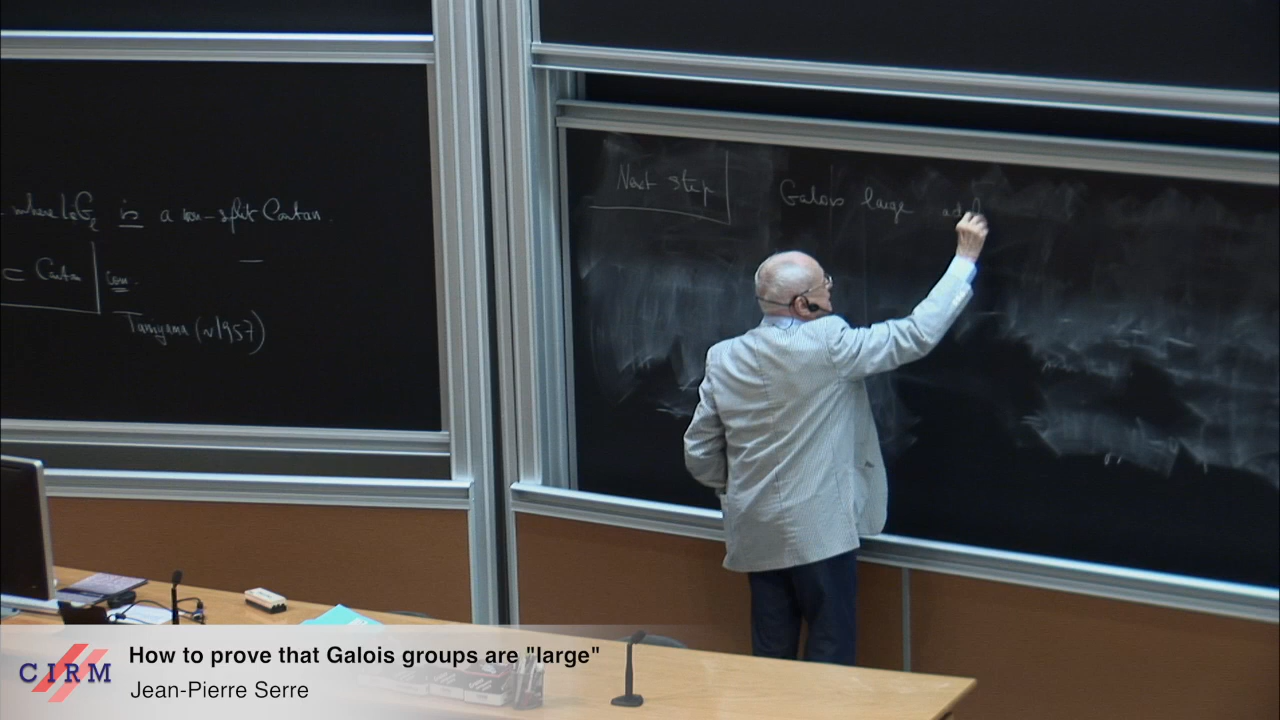 is a non-split Cartan.
⊂ Cartan
Taniyama (~1957)
Next step
Galois large
CIRM
How to prove that Galois groups are "large"
Jean-Pierre Serre